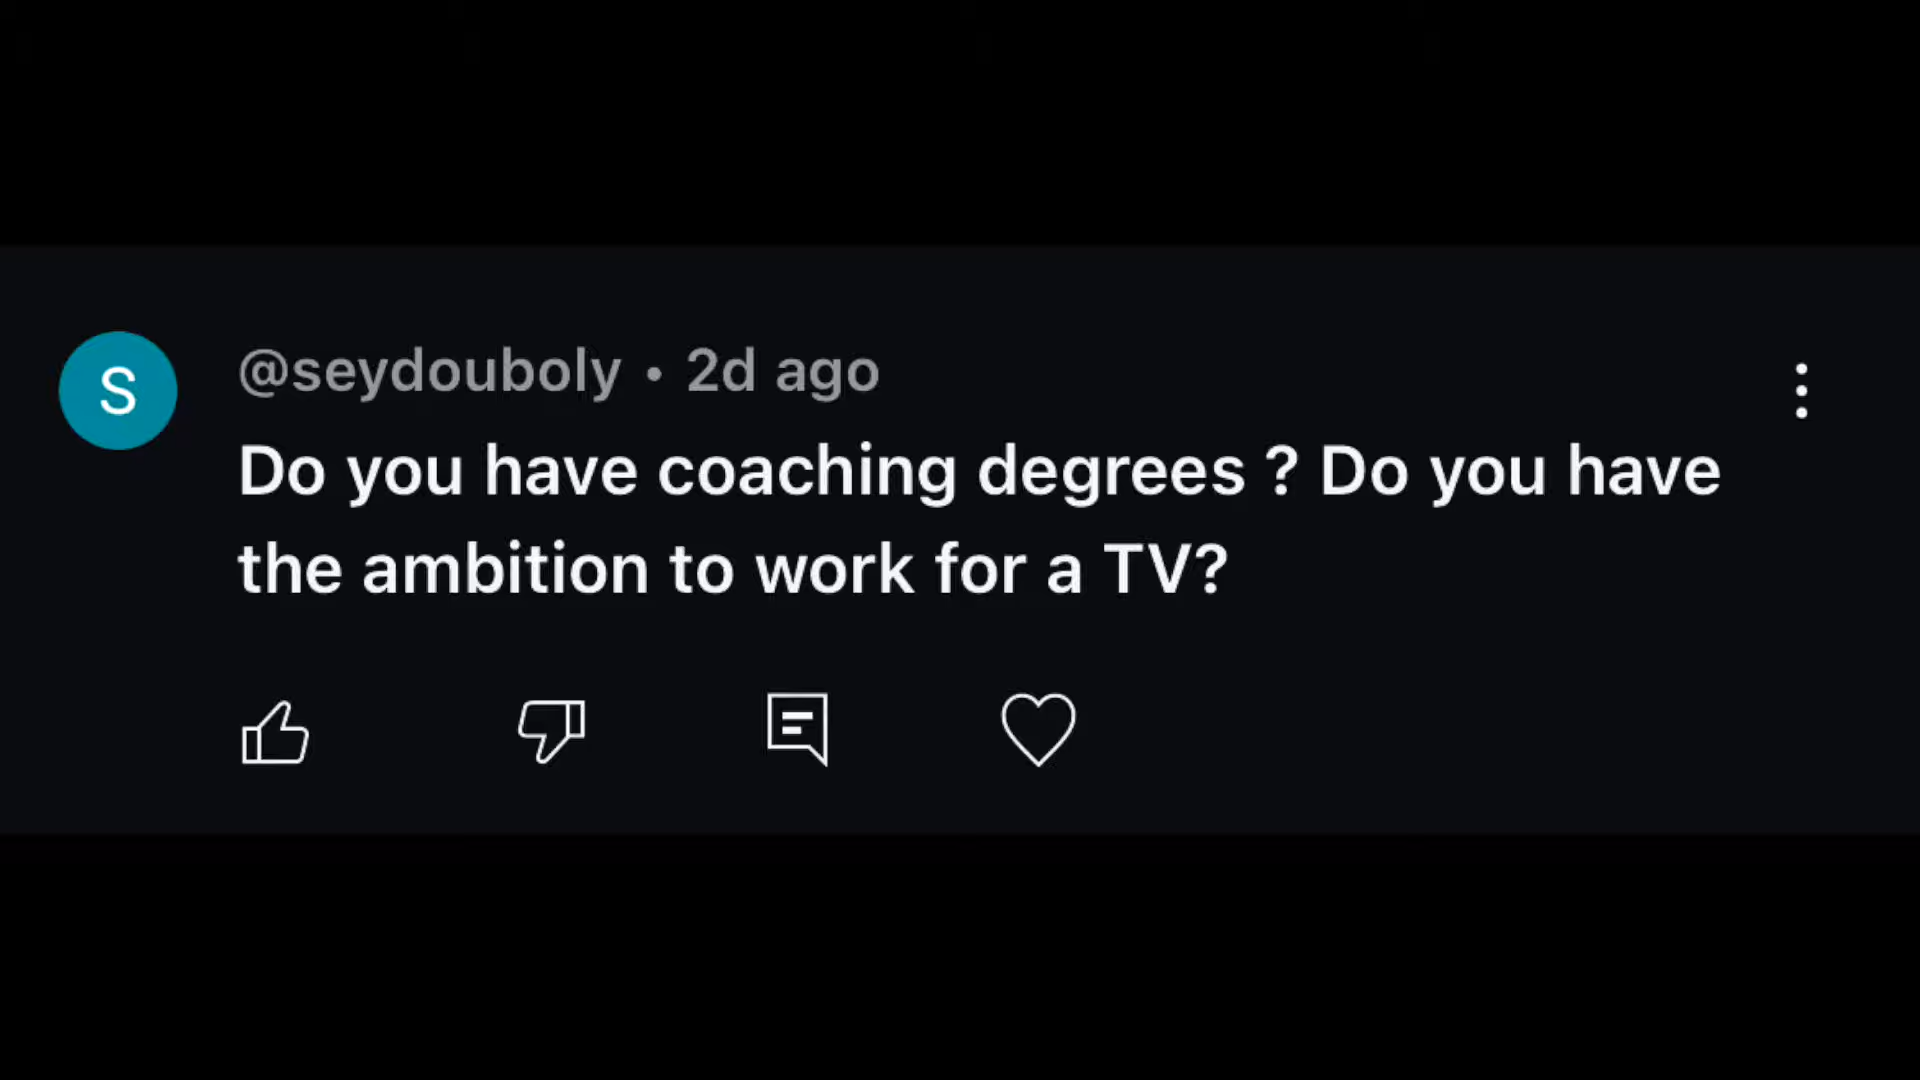 S
@seydouboly • 2d ago
Do you have coaching degrees ? Do you have
the ambition to work for a TV?